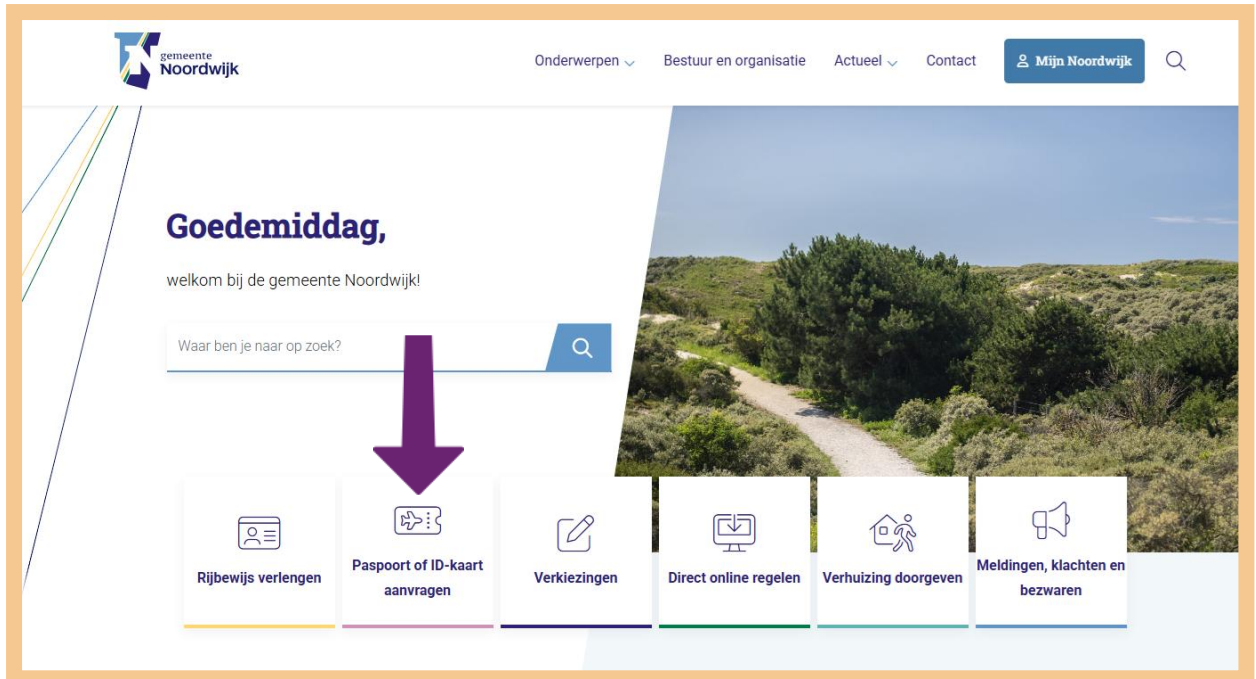 gemeente
Noordwijk
Onderwerpen
Bestuur en organisatie
Actueel
Contact
Mijn Noordwijk
Goedemiddag,
welkom bij de gemeente Noordwijk!
Waar ben je naar op zoek?
Rijbewijs verlengen
Paspoort of ID-kaart
aanvragen
Verkiezingen
Direct online regelen
Verhuizing doorgeven
Meldingen, klachten en
bezwaren